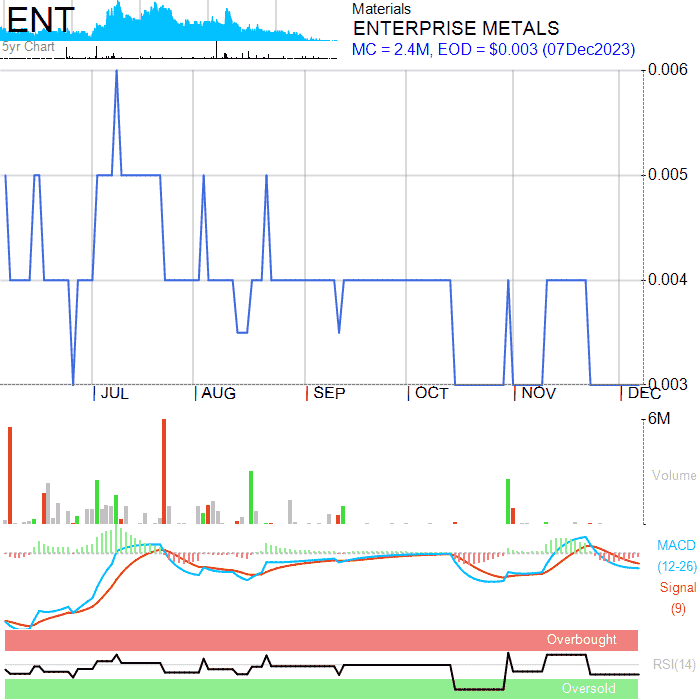 ENT
5yr Chart
Materials
ENTERPRISE METALS
MC = 2.4M, EOD = $0.003 (07Dec2023)
0.006
0.005
0.004
0.003
JUL AUG SEP OCT NOV DEC
6M
Volume
MACD
(12-26)
Signal
(9)
Overbought
RSI(14)
Oversold